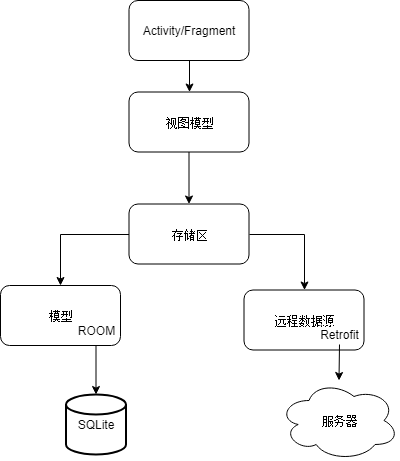 Activity/Fragment
视图模型
存储区
模型
ROOM
远程数据源
Retrofit
SQLite
服务器